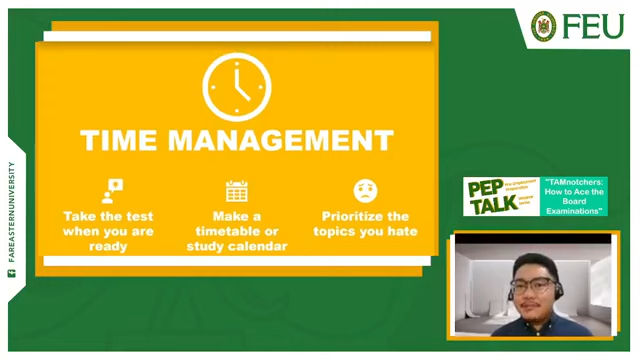 FEU
TIME MANAGEMENT
Take the test
when you are
ready
Make a
timetable or
study calendar
Prioritize the
topics you hate
FAREASTERNUNIVERSITY
PEP
TALK
"TAMnotchers:
How to Ace the
Board
Examinations"